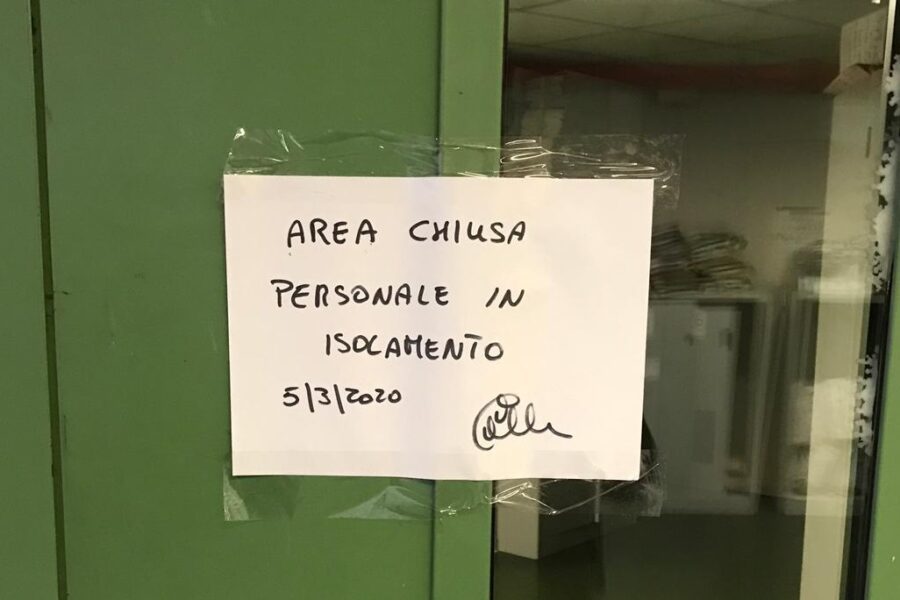 AREA CHIUSA
PERSONALE IN
ISOLAMENTO
5/3/2020